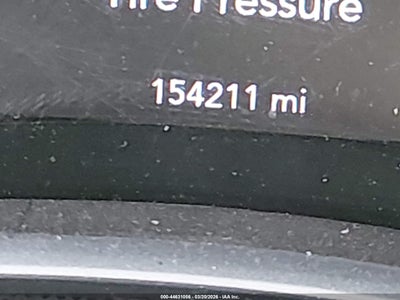 Tire Pressure
154211 mi
000-44631056 - 03/20/2026 - IAA Inc.